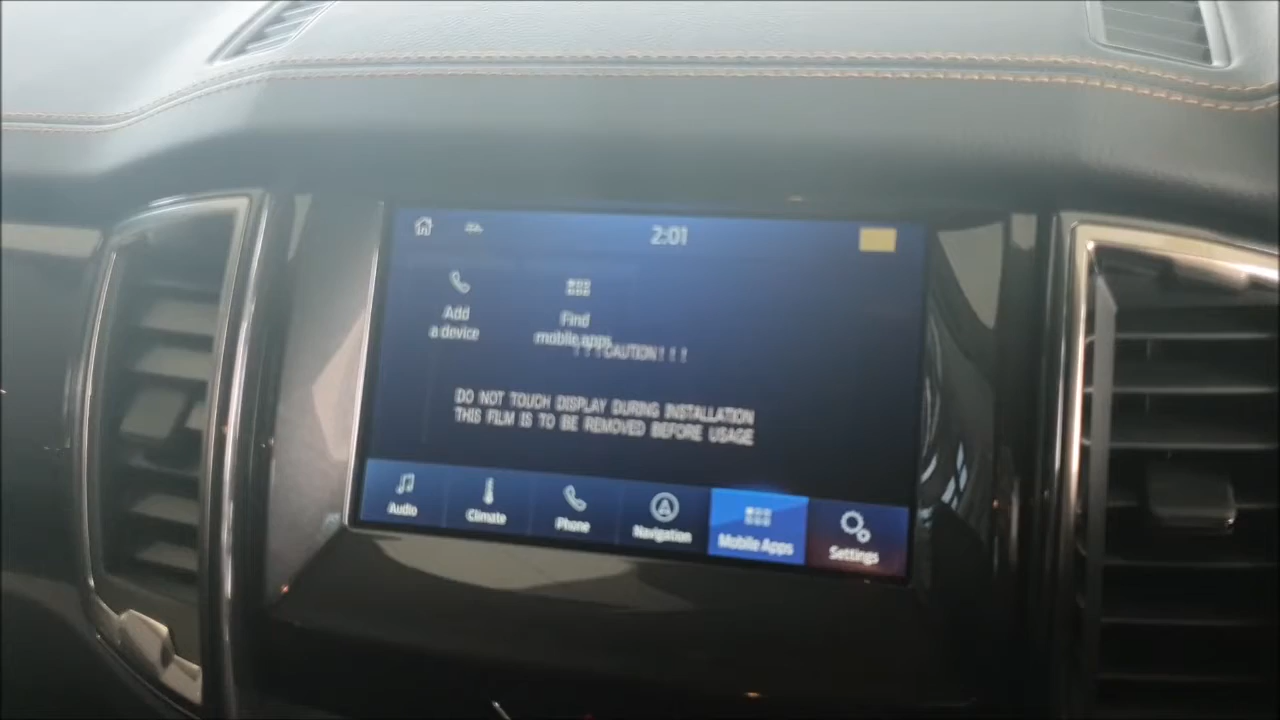 2:01
Add
a device
Find
mobile apps
! ! ! CAUTION ! ! !
DO NOT TOUCH DISPLAY DURING INSTALLATION
THIS FILM IS TO BE REMOVED BEFORE USAGE
Audio
Climate
Phone
Navigation
Mobile Apps
Settings